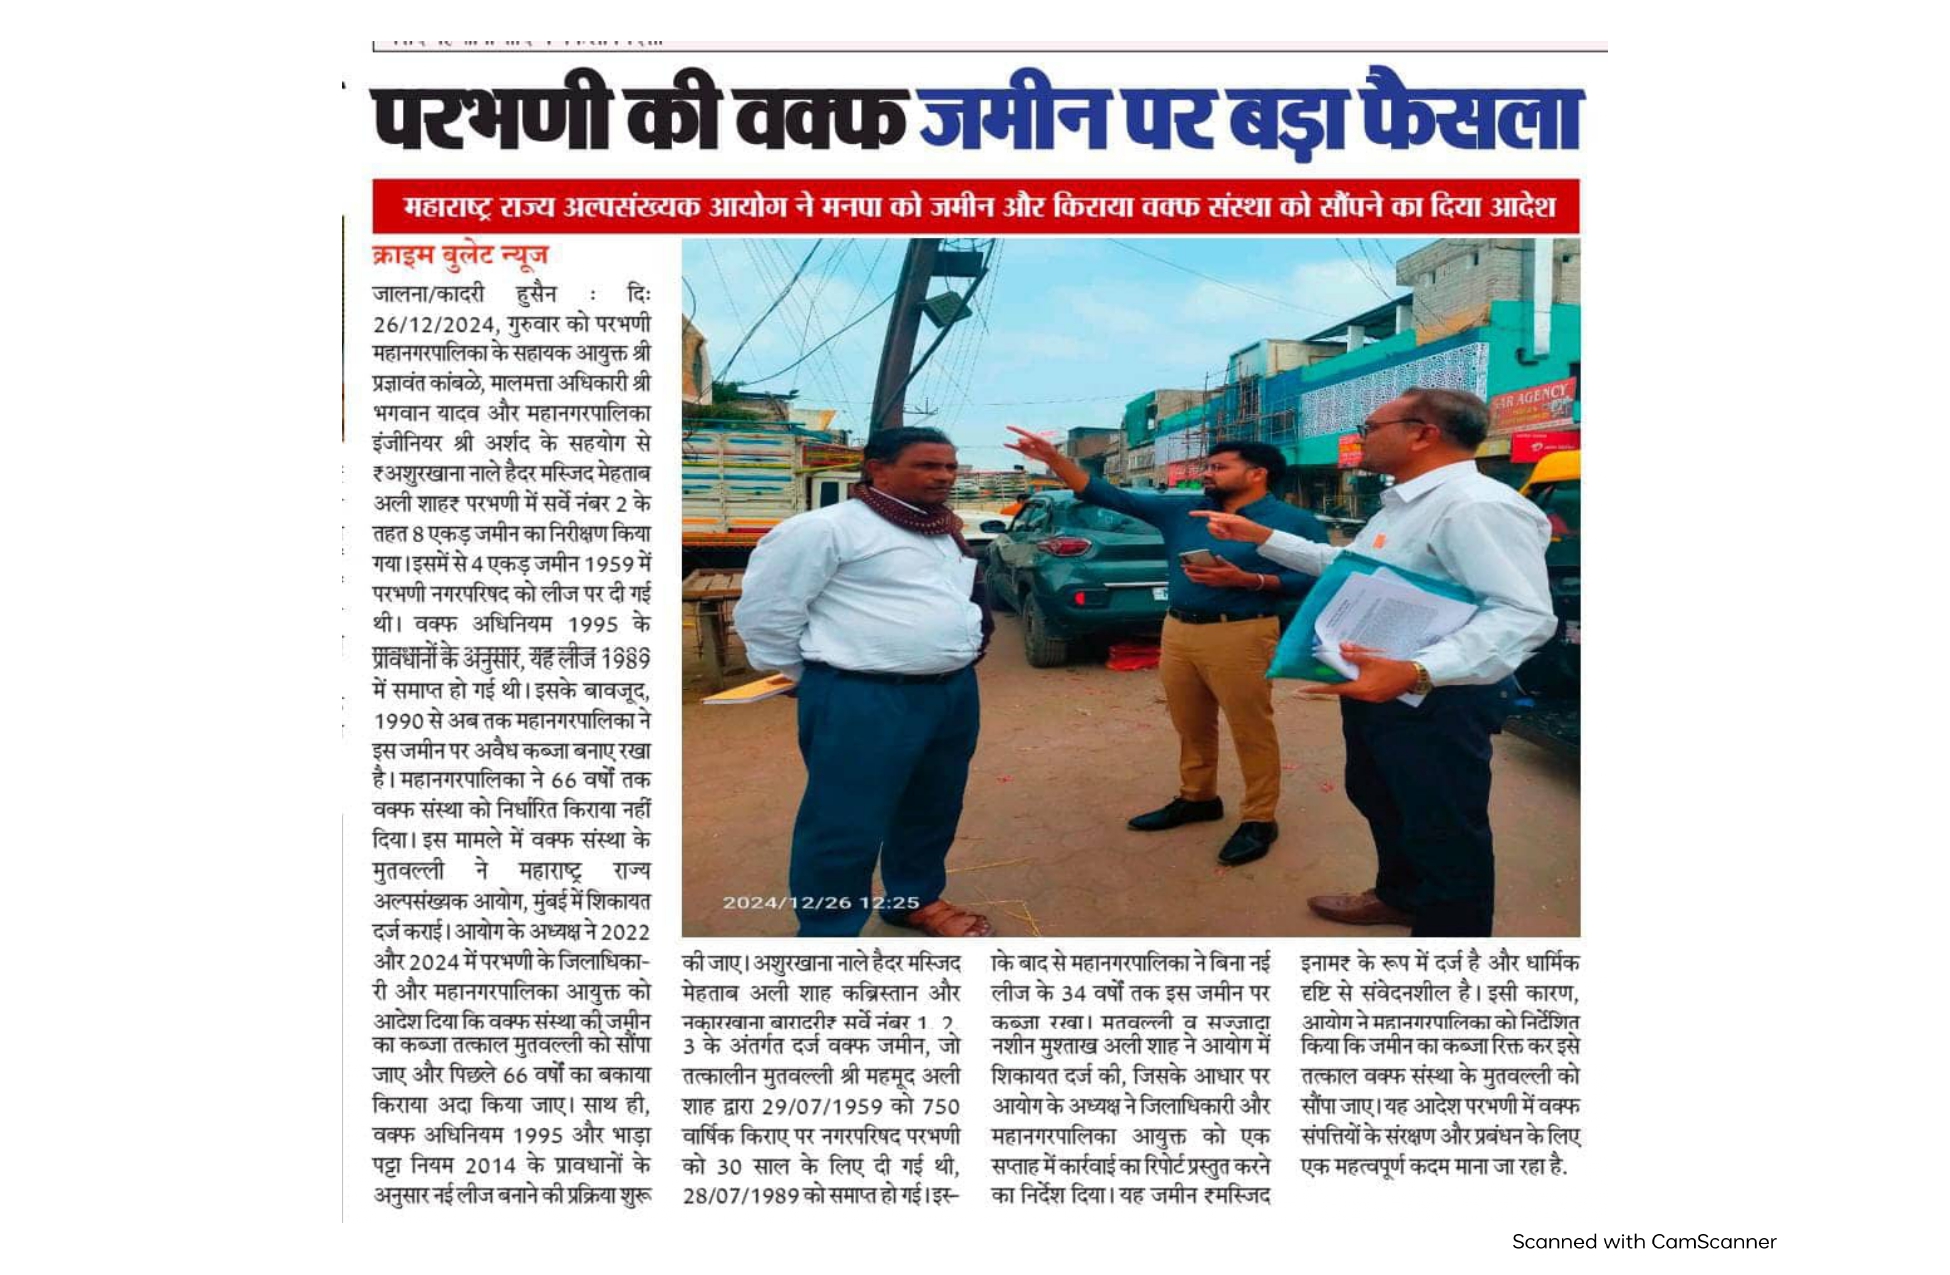 परभणी की वक्फ जमीन पर बड़ा फैसला
महाराष्ट्र राज्य अल्पसंख्यक आयोग ने मनपा को जमीन और किराया वक्फ संस्था को सौंपने का दिया आदेश
क्राइम बुलेट न्यूज
जालना/कादरी हुसैन : दिः
26/12/2024, गुरुवार को परभणी
महानगरपालिका के सहायक आयुक्त श्री
प्रज्ञावंत कांबळे, मालमत्ता अधिकारी श्री
भगवान यादव और महानगरपालिका
इंजीनियर श्री अर्शद के सहयोग से
₹अशुरखाना नाले हैदर मस्जिद मेहताब
अली शाह₹ परभणी में सर्वे नंबर 2 के
तहत 8 एकड़ जमीन का निरीक्षण किया
गया। इसमें से 4 एकड़ जमीन 1959 में
परभणी नगरपरिषद को लीज पर दी गई
थी। वक्फ अधिनियम 1995 के
प्रावधानों के अनुसार, यह लीज 1989
में समाप्त हो गई थी। इसके बावजूद,
1990 से अब तक महानगरपालिका ने
इस जमीन पर अवैध कब्जा बनाए रखा
है। महानगरपालिका ने 66 वर्षों तक
वक्फ संस्था को निर्धारित किराया नहीं
दिया। इस मामले में वक्फ संस्था के
मुतवल्ली ने महाराष्ट्र राज्य
अल्पसंख्यक आयोग, मुंबई में शिकायत
दर्ज कराई। आयोग के अध्यक्ष ने 2022
और 2024 में परभणी के जिलाधिका-
री और महानगरपालिका आयुक्त को
आदेश दिया कि वक्फ संस्था की जमीन
का कब्जा तत्काल मुतवल्ली को सौंपा
जाए और पिछले 66 वर्षों का बकाया
किराया अदा किया जाए। साथ ही,
वक्फ अधिनियम 1995 और भाड़ा
पट्टा नियम 2014 के प्रावधानों के
अनुसार नई लीज बनाने की प्रक्रिया शुरू
SAR AGENCY
2024/12/26 12:25
की जाए। अशुरखाना नाले हैदर मस्जिद
मेहताब अली शाह कब्रिस्तान और
नकारखाना बारादरी₹ सर्वे नंबर 1, 2,
3 के अंतर्गत दर्ज वक्फ जमीन, जो
तत्कालीन मुतवल्ली श्री महमूद अली
शाह द्वारा 29/07/1959 को 750
वार्षिक किराए पर नगरपरिषद परभणी
को 30 साल के लिए दी गई थी,
28/07/1989 को समाप्त हो गई। इस-
के बाद से महानगरपालिका ने बिना नई
लीज के 34 वर्षों तक इस जमीन पर
कब्जा रखा। मुतवल्ली व सज्जादा
नशीन मुश्ताख अली शाह ने आयोग में
शिकायत दर्ज की, जिसके आधार पर
आयोग के अध्यक्ष ने जिलाधिकारी और
महानगरपालिका आयुक्त को एक
सप्ताह में कार्रवाई का रिपोर्ट प्रस्तुत करने
का निर्देश दिया। यह जमीन ₹मस्जिद
इनाम₹ के रूप में दर्ज है और धार्मिक
दृष्टि से संवेदनशील है। इसी कारण,
आयोग ने महानगरपालिका को निर्देशित
किया कि जमीन का कब्जा रिक्त कर इसे
तत्काल वक्फ संस्था के मुतवल्ली को
सौंपा जाए। यह आदेश परभणी में वक्फ
संपत्तियों के संरक्षण और प्रबंधन के लिए
एक महत्वपूर्ण कदम माना जा रहा है.
Scanned with CamScanner